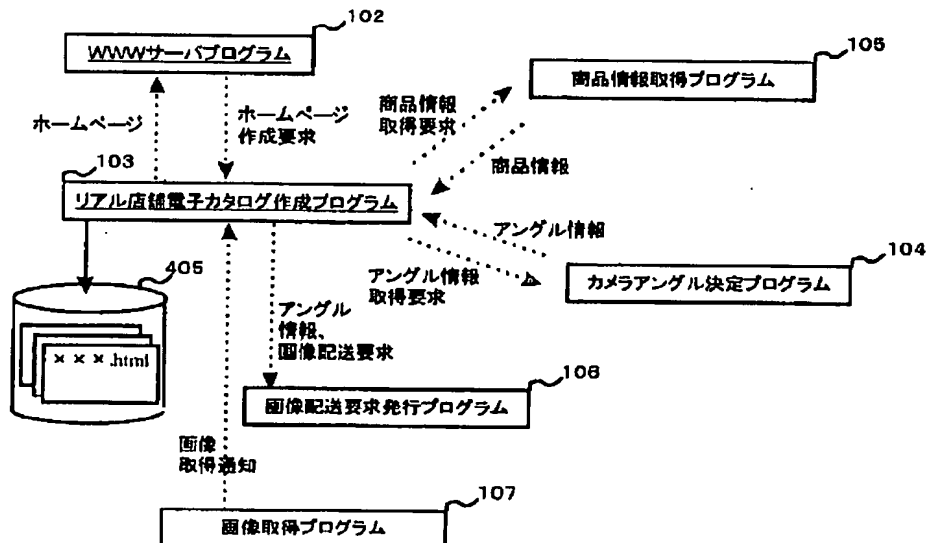 102
WWWサーバプログラム
105
商品情報取得プログラム
ホームページ
ホームページ
作成要求
商品情報
取得要求
商品情報
103
リアル店舗電子カタログ作成プログラム
アングル情報
アングル情報
取得要求
104
カメラアングル決定プログラム
405
×××.html
アングル
情報、
画像配送要求
106
画像配送要求発行プログラム
画像
取得通知
107
画像取得プログラム